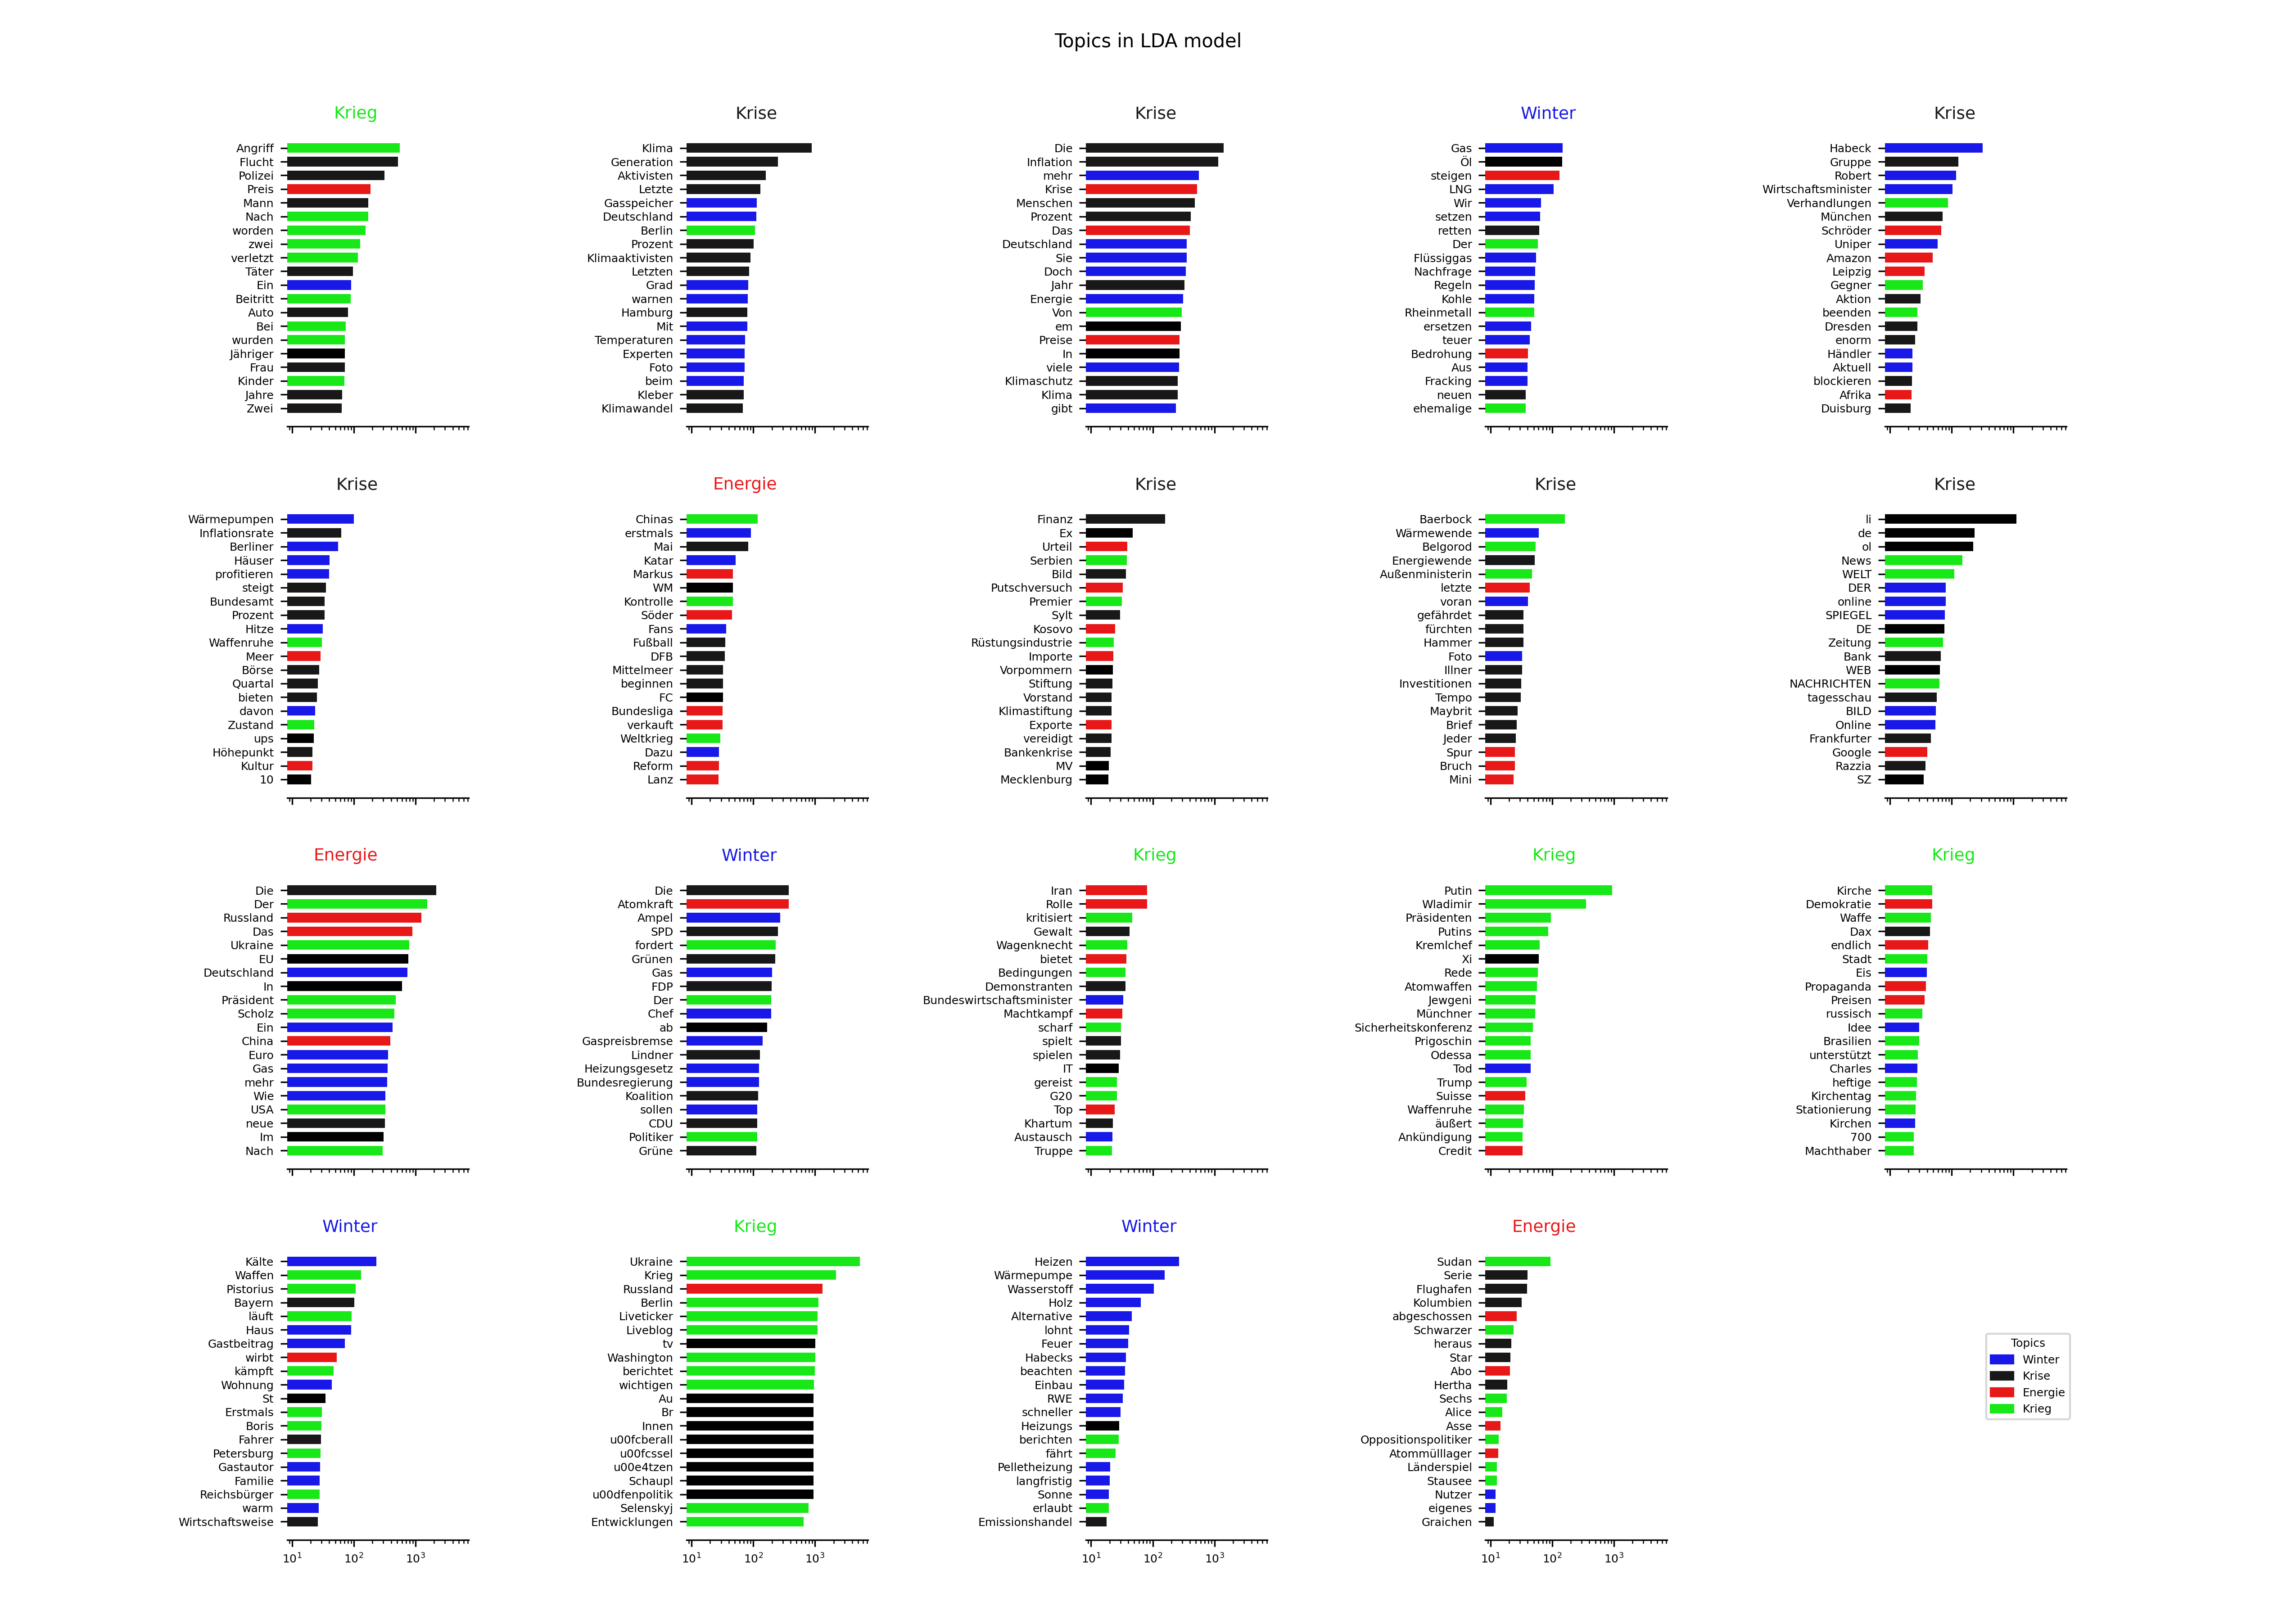 Topics in LDA model
Krieg
Angriff
Flucht
Polizei
Preis
Mann
Nach
worden
zwei
verletzt
Täter
Ein
Beitritt
Auto
Bei
wurden
Jähriger
Frau
Kinder
Jahre
Zwei
Krise
Klima
Generation
Aktivisten
Letzte
Gasspeicher
Deutschland
Berlin
Prozent
Klimaaktivisten
Letzten
Grad
warnen
Hamburg
Mit
Temperaturen
Experten
Foto
beim
Kleber
Klimawandel
Krise
Die
Inflation
mehr
Krise
Menschen
Prozent
Das
Deutschland
Sie
Doch
Jahr
Energie
Von
em
Preise
In
viele
Klimaschutz
Klima
gibt
Winter
Gas
Öl
steigen
LNG
Wir
setzen
retten
Der
Flüssiggas
Nachfrage
Regeln
Kohle
Rheinmetall
ersetzen
teuer
Bedrohung
Aus
Fracking
neuen
ehemalige
Krise
Habeck
Gruppe
Robert
Wirtschaftsminister
Verhandlungen
München
Schröder
Uniper
Amazon
Leipzig
Gegner
Aktion
beenden
Dresden
enorm
Händler
Aktuell
blockieren
Afrika
Duisburg
Krise
Wärmepumpen
Inflationsrate
Berliner
Häuser
profitieren
steigt
Bundesamt
Prozent
Hitze
Waffenruhe
Meer
Börse
Quartal
bieten
davon
Zustand
ups
Höhepunkt
Kultur
10
Energie
Chinas
erstmals
Mai
Katar
Markus
WM
Kontrolle
Söder
Fans
Fußball
DFB
Mittelmeer
beginnen
FC
Bundesliga
verkauft
Weltkrieg
Dazu
Reform
Lanz
Krise
Finanz
Ex
Urteil
Serbien
Bild
Putschversuch
Premier
Sylt
Kosovo
Rüstungsindustrie
Importe
Vorpommern
Stiftung
Vorstand
Klimastiftung
Exporte
vereidigt
Bankenkrise
MV
Mecklenburg
Krise
Baerbock
Wärmewende
Belgorod
Energiewende
Außenministerin
letzte
voran
gefährdet
fürchten
Hammer
Foto
Illner
Investitionen
Tempo
Maybrit
Brief
Jeder
Spur
Bruch
Mini
Krise
li
de
ol
News
WELT
DER
online
SPIEGEL
DE
Zeitung
Bank
WEB
NACHRICHTEN
tagesschau
BILD
Online
Frankfurter
Google
Razzia
SZ
Energie
Die
Der
Russland
Das
Ukraine
EU
Deutschland
In
Präsident
Scholz
Ein
China
Euro
Gas
mehr
Wie
USA
neue
Im
Nach
Winter
Die
Atomkraft
Ampel
SPD
fordert
Grünen
Gas
FDP
Der
Chef
ab
Gaspreisbremse
Lindner
Heizungsgesetz
Bundesregierung
Koalition
sollen
CDU
Politiker
Grüne
Krieg
Iran
Rolle
kritisiert
Gewalt
Wagenknecht
bietet
Bedingungen
Demonstranten
Bundeswirtschaftsminister
Machtkampf
scharf
spielt
spielen
IT
gereist
G20
Top
Khartum
Austausch
Truppe
Krieg
Putin
Wladimir
Präsidenten
Putins
Kremlchef
Xi
Rede
Atomwaffen
Jewgeni
Münchner
Sicherheitskonferenz
Prigoschin
Odessa
Tod
Trump
Suisse
Waffenruhe
äußert
Ankündigung
Credit
Krieg
Kirche
Demokratie
Waffe
Dax
endlich
Stadt
Eis
Propaganda
Preisen
russisch
Idee
Brasilien
unterstützt
Charles
heftige
Kirchentag
Stationierung
Kirchen
700
Machthaber
Winter
Kälte
Waffen
Pistorius
Bayern
läuft
Haus
Gastbeitrag
wirbt
kämpft
Wohnung
St
Erstmals
Boris
Fahrer
Petersburg
Gastautor
Familie
Reichsbürger
warm
Wirtschaftsweise
10¹ 10² 10³
Krieg
Ukraine
Krieg
Russland
Berlin
Liveticker
Liveblog
tv
Washington
berichtet
wichtigen
Au
Br
Innen
u00fcberall
u00fcssel
u00e4tzen
Schaupl
u00dfenpolitik
Selenskyj
Entwicklungen
10¹ 10² 10³
Winter
Heizen
Wärmepumpe
Wasserstoff
Holz
Alternative
lohnt
Feuer
Habecks
beachten
Einbau
RWE
schneller
Heizungs
berichten
fährt
Pelletheizung
langfristig
Sonne
erlaubt
Emissionshandel
10¹ 10² 10³
Energie
Sudan
Serie
Flughafen
Kolumbien
abgeschossen
Schwarzer
heraus
Star
Abo
Hertha
Sechs
Alice
Asse
Oppositionspolitiker
Atommülllager
Länderspiel
Stausee
Nutzer
eigenes
Graichen
10¹ 10² 10³
Topics
Winter
Krise
Energie
Krieg